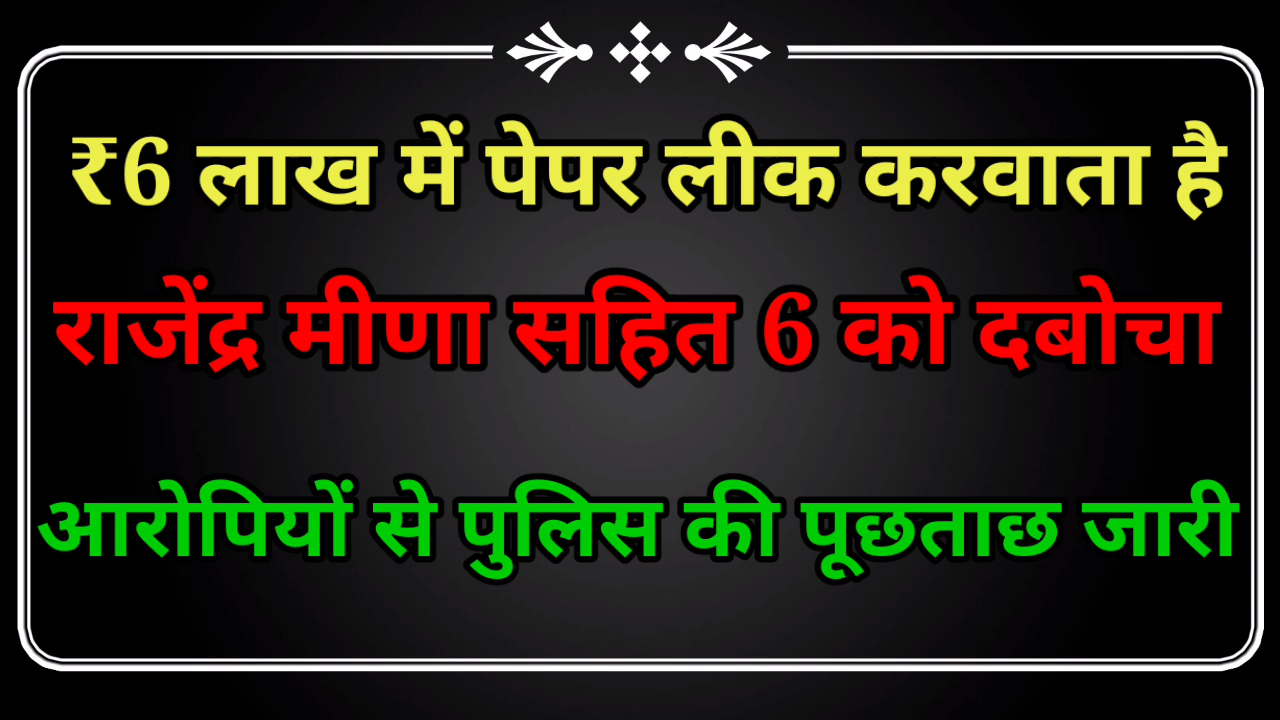 ₹6 लाख में पेपर लीक करवाता है
राजेंद्र मीणा सहित 6 को दबोचा
आरोपियों से पुलिस की पूछताछ जारी